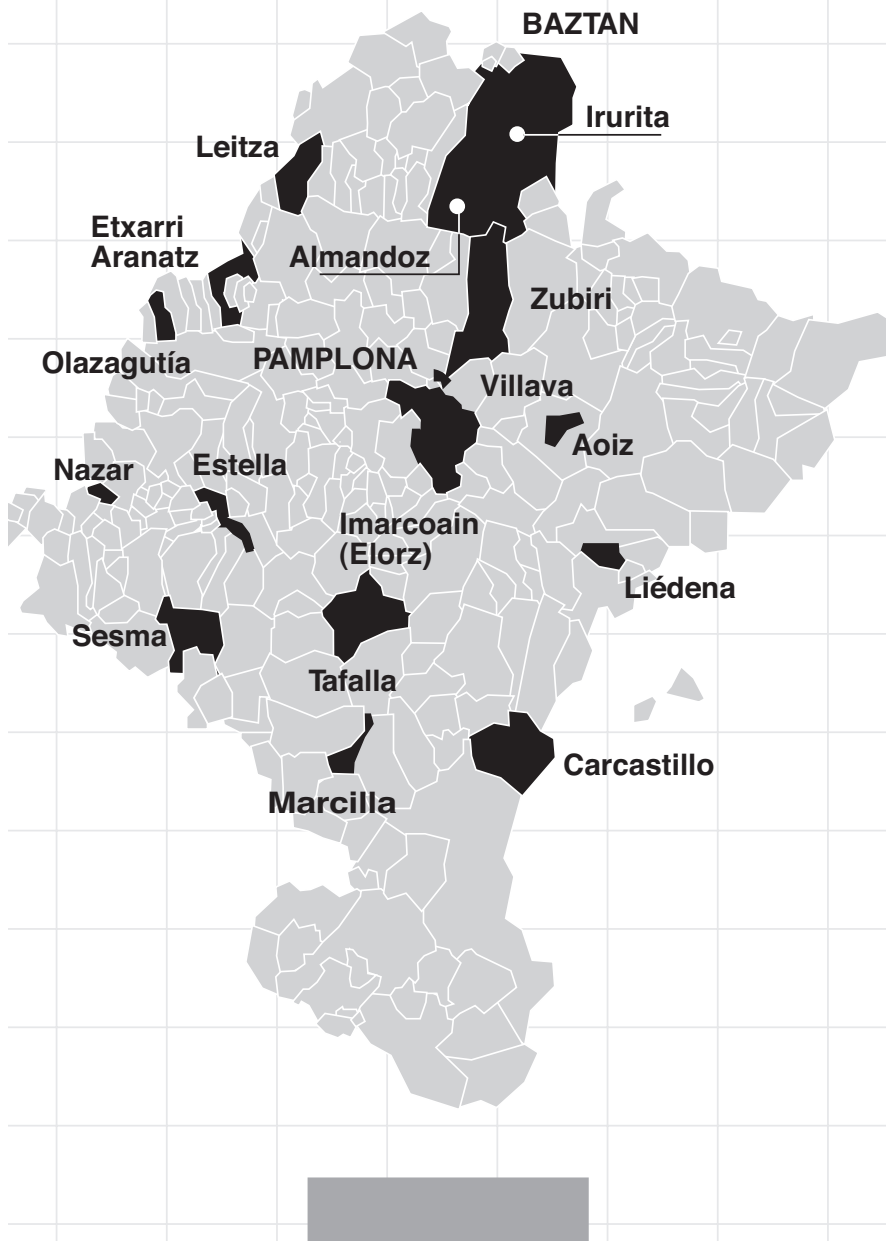 BAZTAN
Irurita
Leitza
Etxarri
Aranatz
Almandoz
Zubiri
Olazagutía
PAMPLONA
Villava
Aoiz
Nazar
Estella
Imarcoain
(Elorz)
Liédena
Sesma
Tafalla
Carcastillo
Marcilla